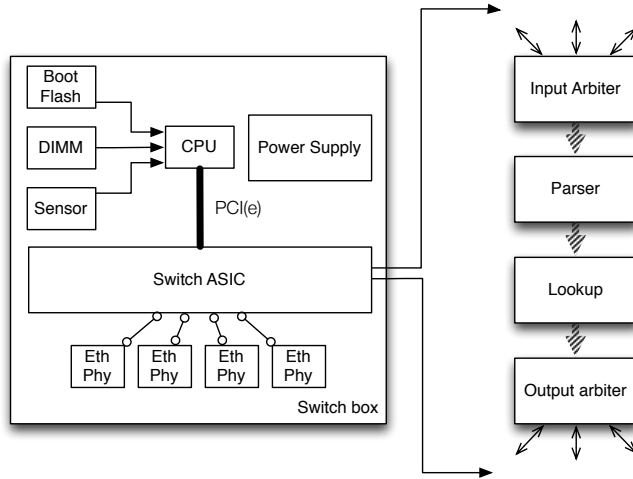 Boot
Flash
DIMM
Sensor
CPU
Power Supply
PCI(e)
Switch ASIC
Eth
Phy
Eth
Phy
Eth
Phy
Eth
Phy
Switch box
Input Arbiter
Parser
Lookup
Output arbiter